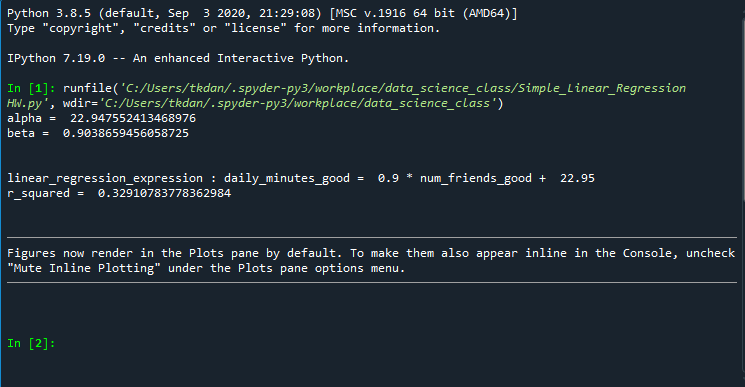 Python 3.8.5 (default, Sep  3 2020, 21:29:08) [MSC v.1916 64 bit (AMD64)]
Type "copyright", "credits" or "license" for more information.
IPython 7.19.0 -- An enhanced Interactive Python.
In [1]: runfile('C:/Users/tkdan/.spyder-py3/workplace/data_science_class/Simple_Linear_Regression
HW.py', wdir='C:/Users/tkdan/.spyder-py3/workplace/data_science_class')
alpha =  22.947552413468976
beta =  0.9038659456058725
linear_regression_expression : daily_minutes_good =  0.9 * num_friends_good +  22.95
r_squared =  0.32910783778362984
Figures now render in the Plots pane by default. To make them also appear inline in the Console, uncheck
"Mute Inline Plotting" under the Plots pane options menu.
In [2]: